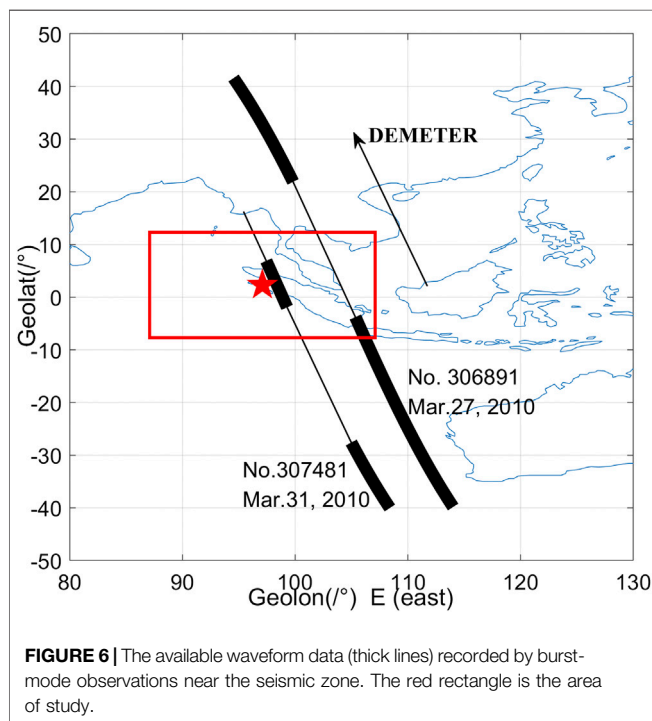 50
40
30
20
10
0
-10
-20
-30
-40
-50
Geolat(/°)
DEMETER
No. 306891
Mar.27, 2010
No.307481
Mar.31, 2010
80 90 100 110 120 130
Geolon(/°) E (east)
FIGURE 6 | The available waveform data (thick lines) recorded by burst-
mode observations near the seismic zone. The red rectangle is the area
of study.